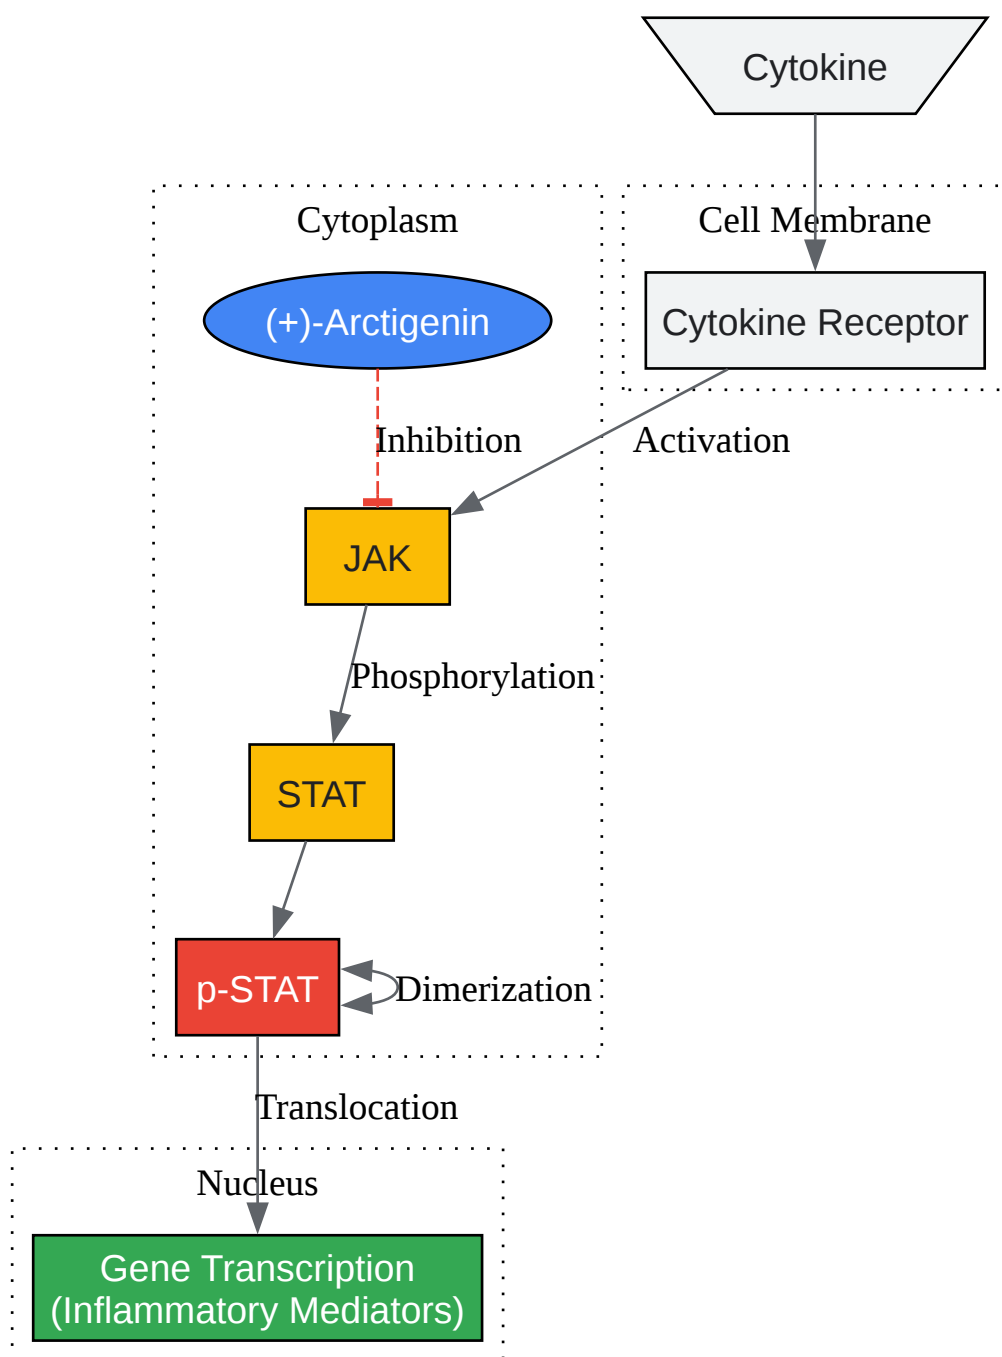 Cytokine
Cytoplasm
Cell Membrane
(+)-Arctigenin
Cytokine Receptor
Inhibition
Activation
JAK
Phosphorylation
STAT
p-STAT
Dimerization
Translocation
Nucleus
Gene Transcription
(Inflammatory Mediators)